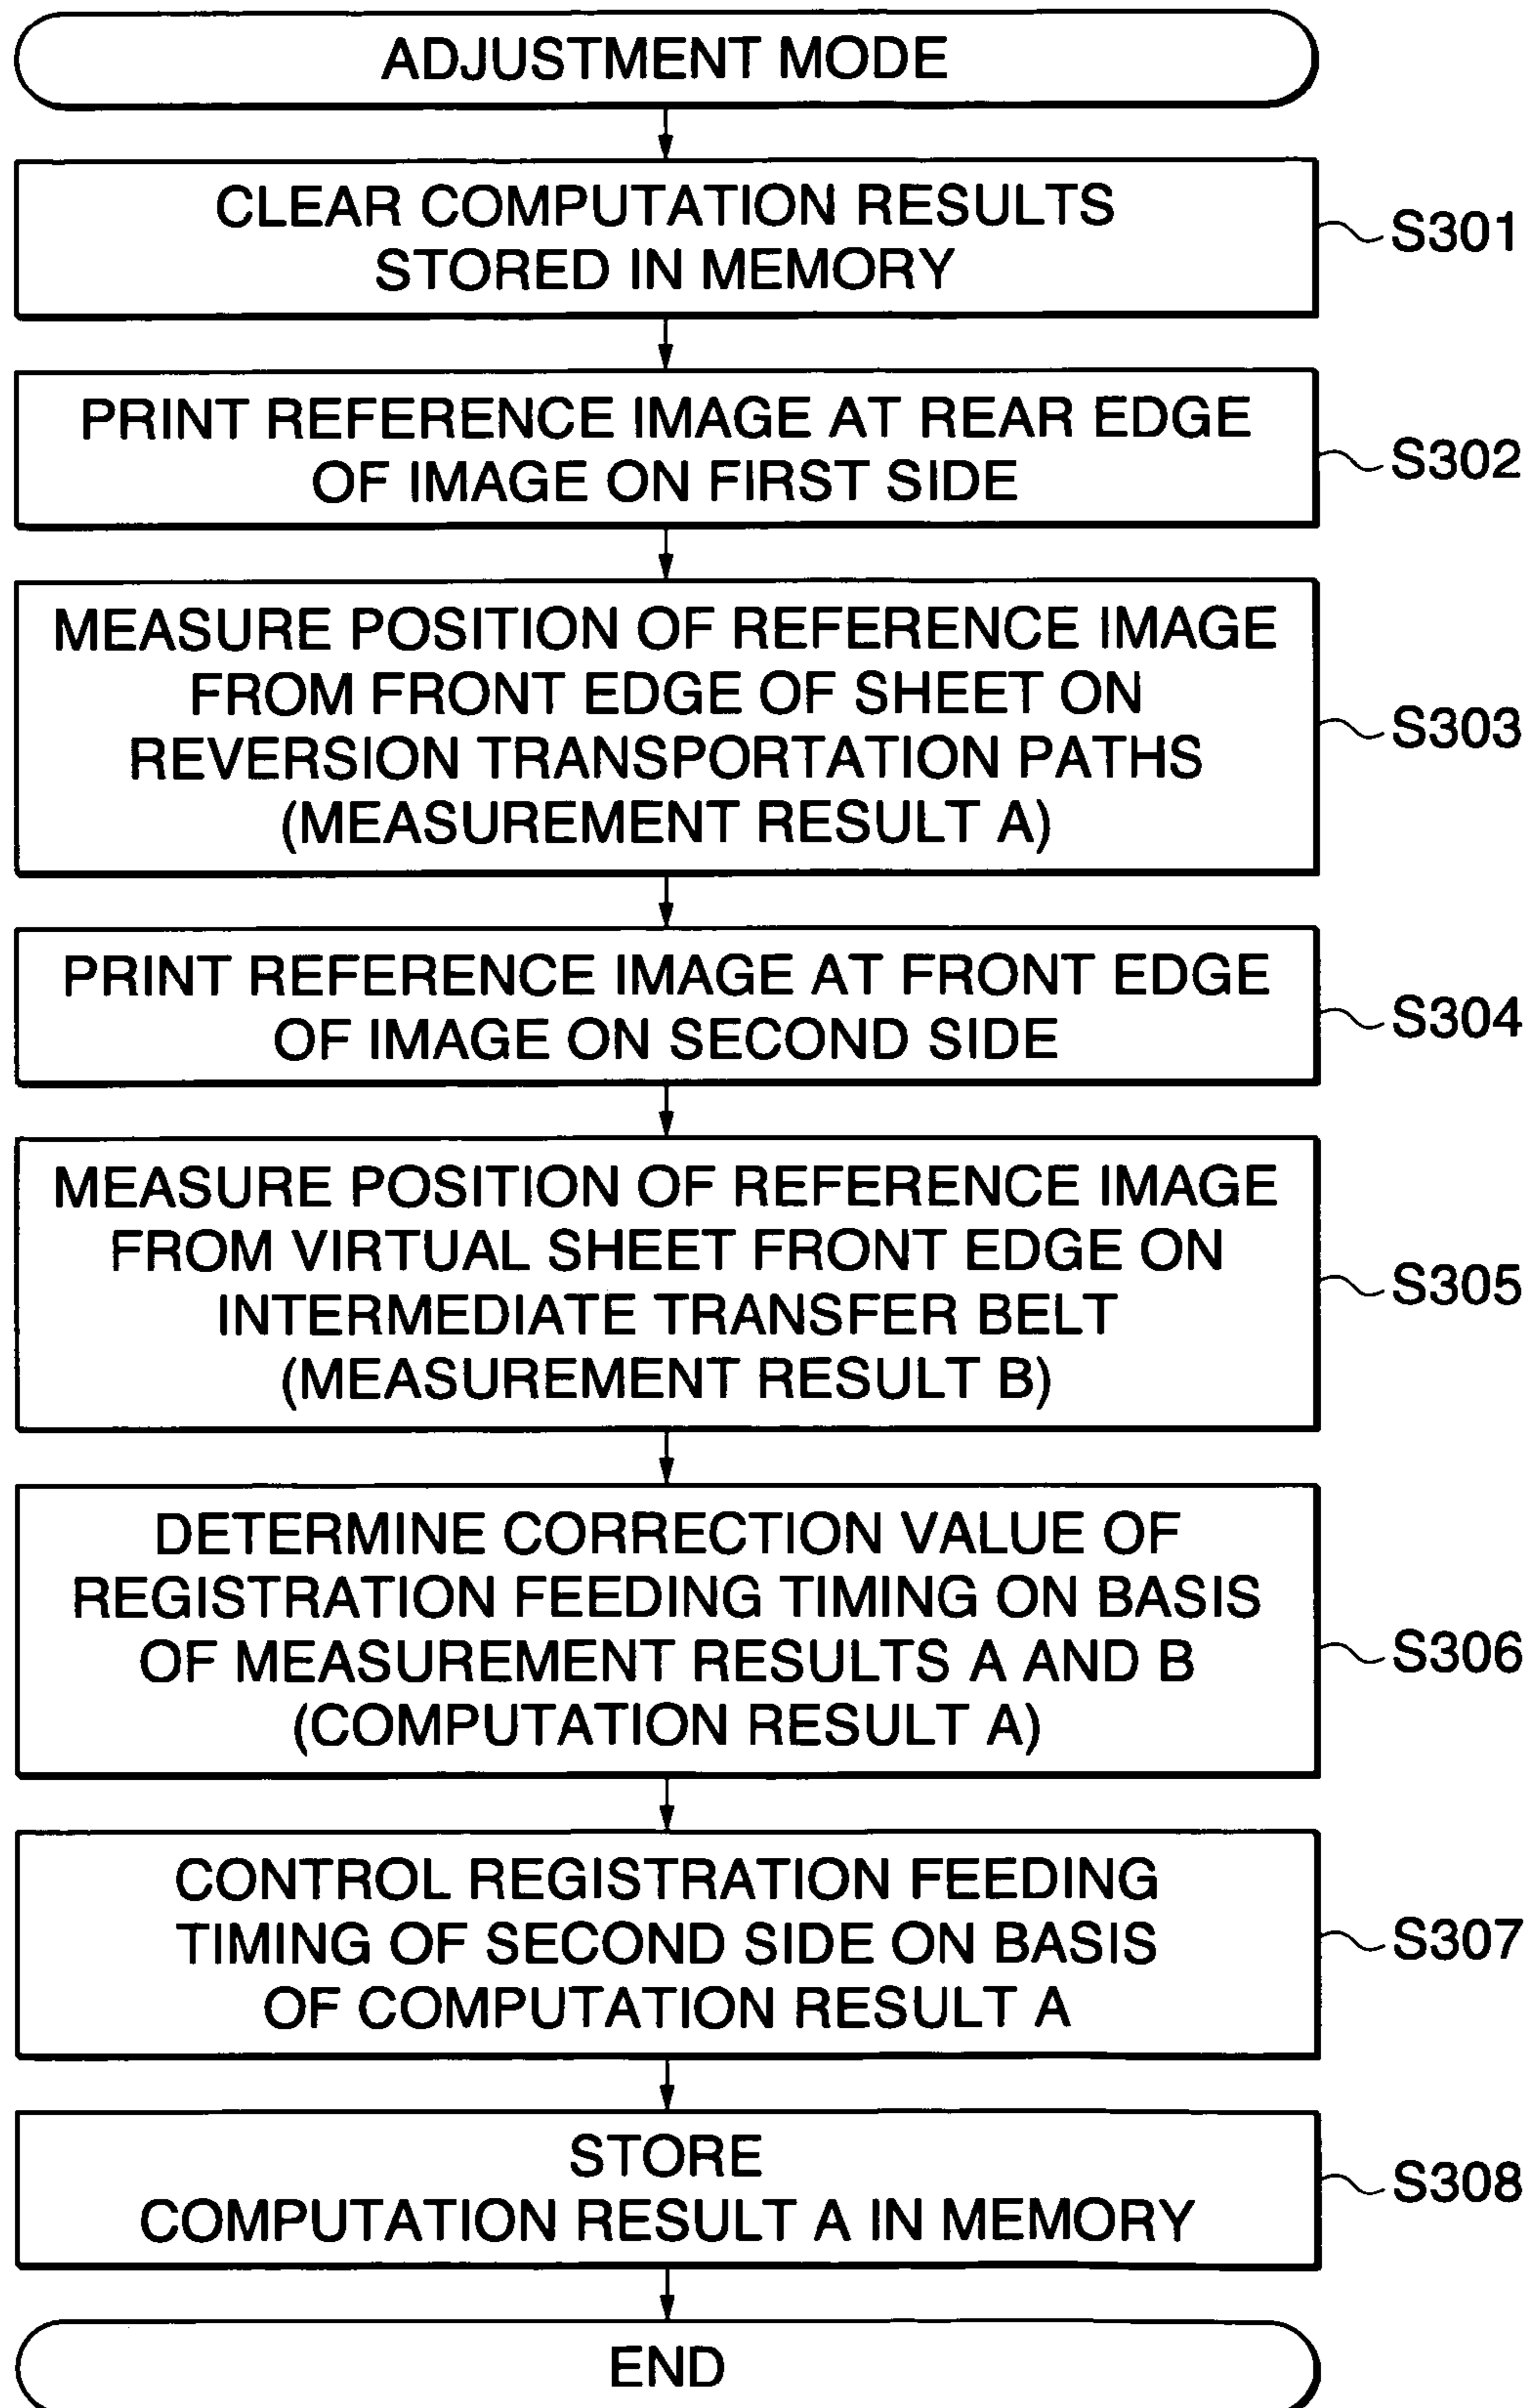 ADJUSTMENT MODE
CLEAR COMPUTATION RESULTS
STORED IN MEMORY
S301
PRINT REFERENCE IMAGE AT REAR EDGE
OF IMAGE ON FIRST SIDE
S302
MEASURE POSITION OF REFERENCE IMAGE
FROM FRONT EDGE OF SHEET ON
REVERSION TRANSPORTATION PATHS
(MEASUREMENT RESULT A)
S303
PRINT REFERENCE IMAGE AT FRONT EDGE
OF IMAGE ON SECOND SIDE
S304
MEASURE POSITION OF REFERENCE IMAGE
FROM VIRTUAL SHEET FRONT EDGE ON
INTERMEDIATE TRANSFER BELT
(MEASUREMENT RESULT B)
S305
DETERMINE CORRECTION VALUE OF
REGISTRATION FEEDING TIMING ON BASIS
OF MEASUREMENT RESULTS A AND B
(COMPUTATION RESULT A)
S306
CONTROL REGISTRATION FEEDING
TIMING OF SECOND SIDE ON BASIS
OF COMPUTATION RESULT A
S307
STORE
COMPUTATION RESULT A IN MEMORY
S308
END